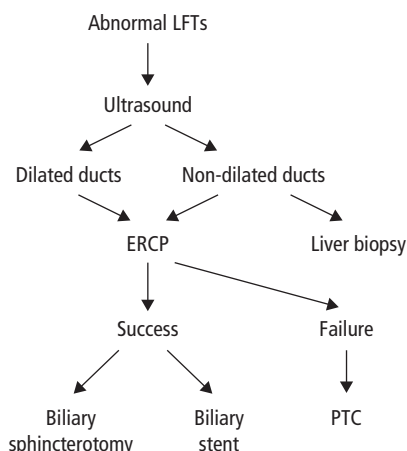 Abnormal LFTs
Ultrasound
Dilated ducts
Non-dilated ducts
ERCP
Liver biopsy
Success
Failure
Biliary
sphincterotomy
Biliary
stent
PTC